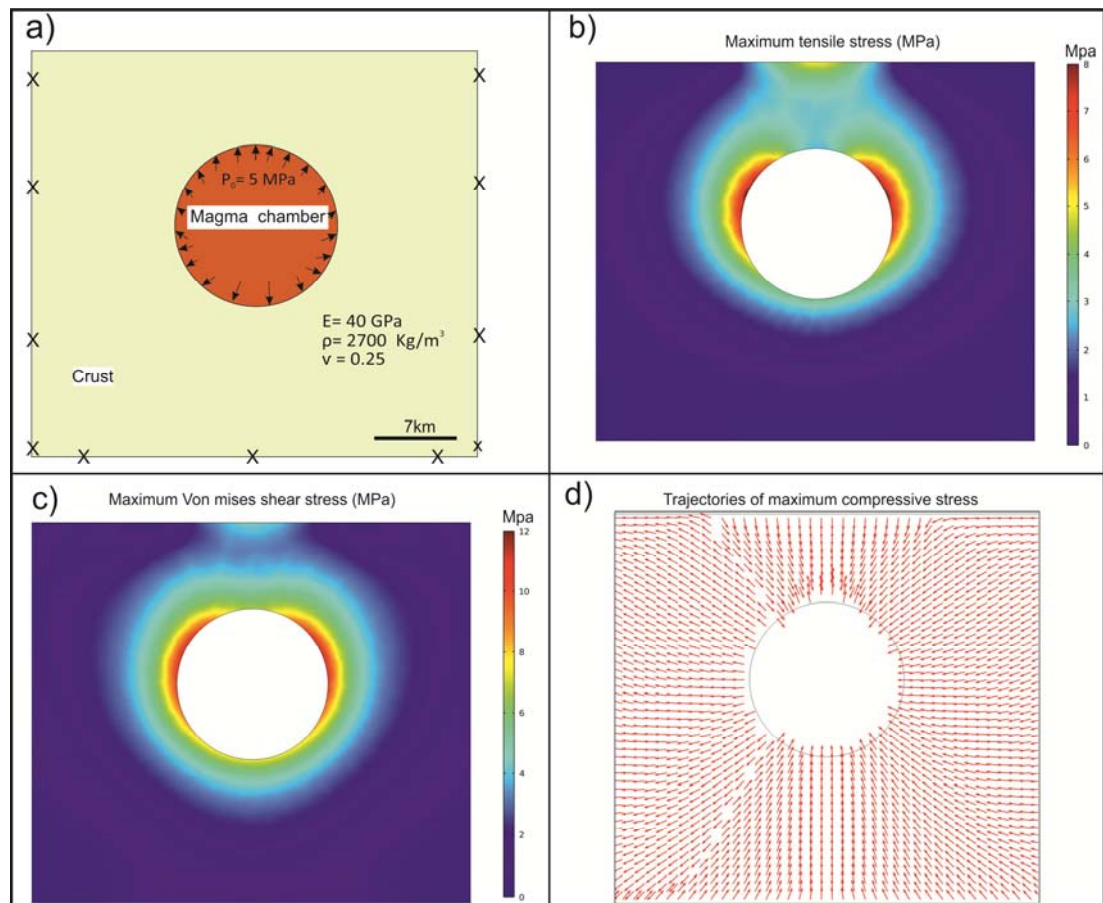 a)
X
X
X
X
P₀= 5 MPa
Magma chamber
E= 40 GPa
ρ= 2700 Kg/m³
ν = 0.25
X
X
Crust
7km
X
X
X
X
X
b)
Maximum tensile stress (MPa)
Mpa
8
7
6
5
4
3
2
1
0
c)
Maximum Von mises shear stress (MPa)
Mpa
12
10
8
6
4
2
0
d)
Trajectories of maximum compressive stress